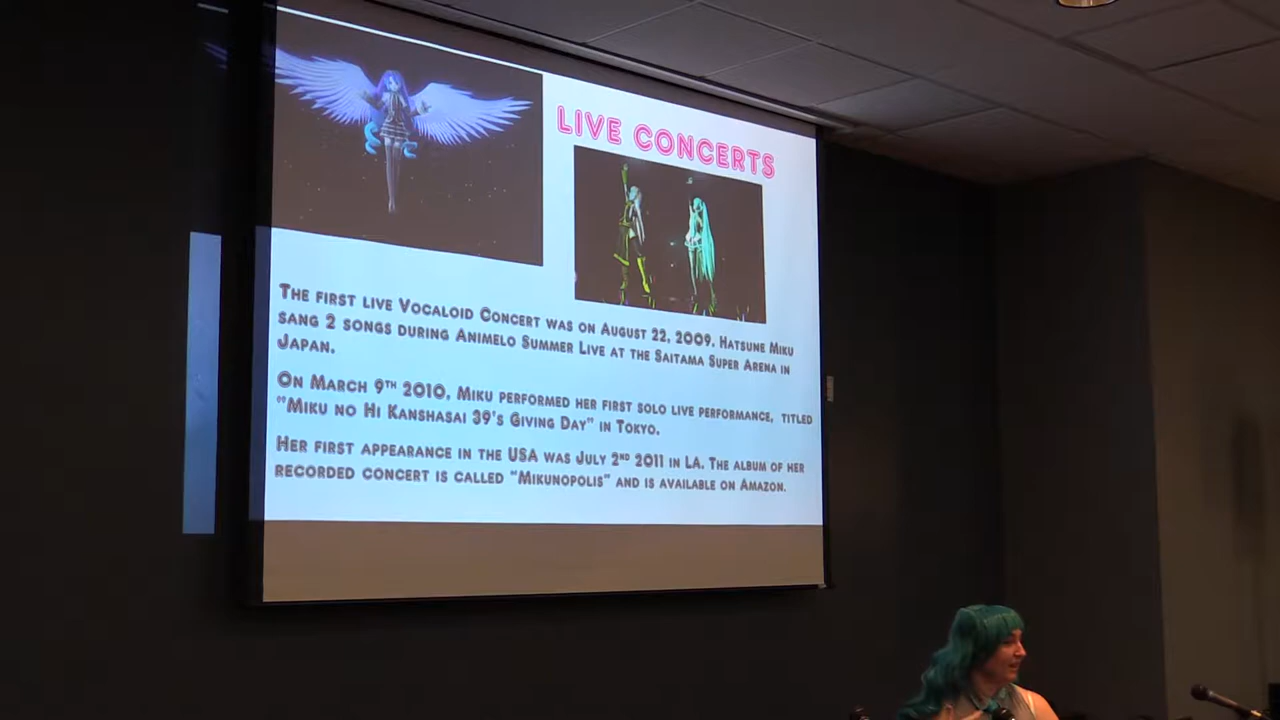 LIVE CONCERTS
The first live Vocaloid Concert was on August 22, 2009. Hatsune Miku
sang 2 songs during Animelo Summer Live at the Saitama Super Arena in
Japan.
On March 9th 2010, Miku performed her first solo live performance, titled
"Miku no Hi Kanshasai 39's Giving Day" in Tokyo.
Her first appearance in the USA was July 2nd 2011 in LA. The album of her
recorded concert is called "Mikunopolis" and is available on Amazon.